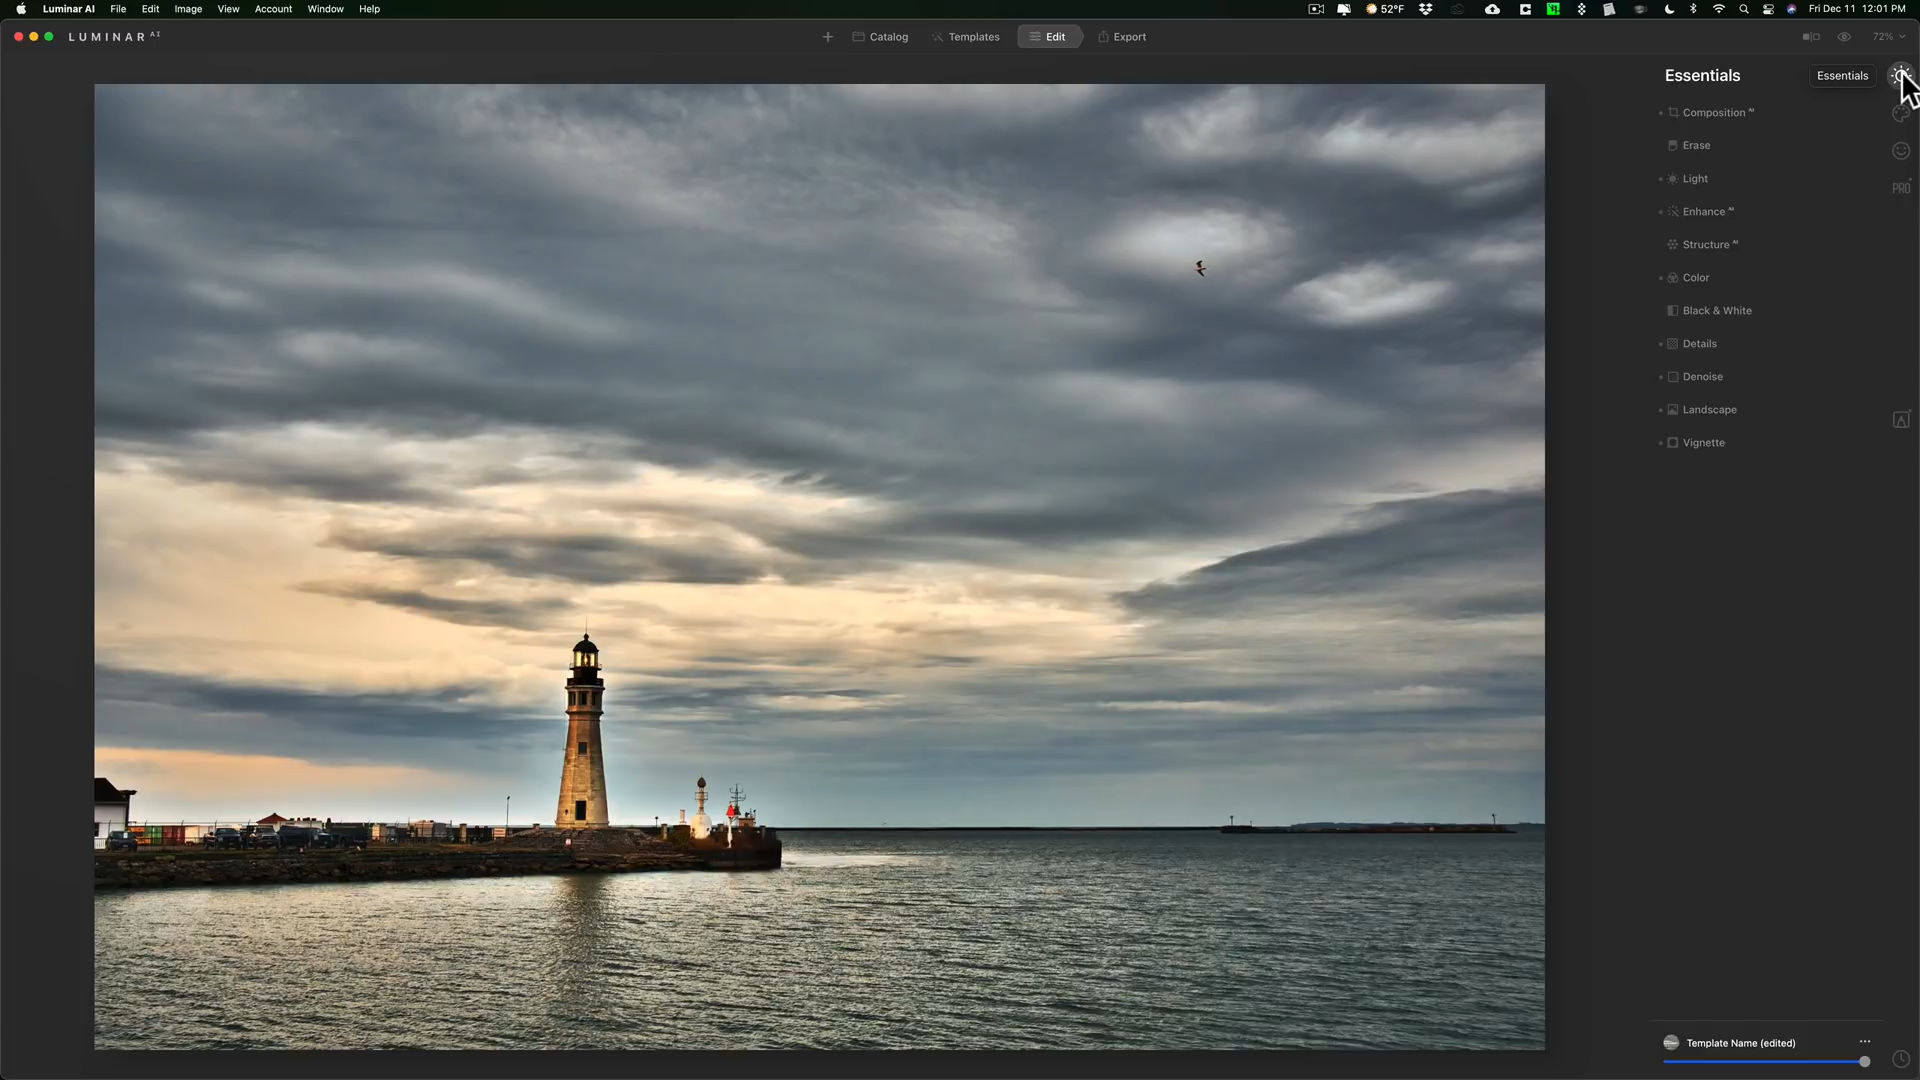 Luminar AI File Edit Image View Account Window Help 52°F Fri Dec 11 12:01 PM
LUMINAR AI Catalog Templates Edit Export 72%
Essentials Essentials
Composition AI
Erase
Light
PRO
Enhance AI
Structure AI
Color
Black & White
Details
Denoise
Landscape
Vignette
Template Name (edited)